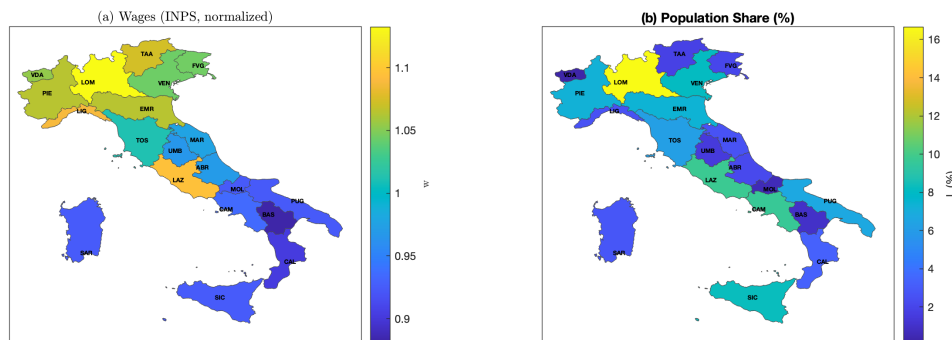 (a) Wages (INPS, normalized)
TAA
FVG
VDA
LOM
VEN
PIE
EMR
LIG
TOS
MAR
UMB
ABR
LAZ
MOL
CAM
PUG
BAS
SAR
CAL
SIC
1.1
1.05
1
0.95
0.9
w
(b) Population Share (%)
TAA
FVG
VDA
LOM
VEN
PIE
EMR
LIG
TOS
MAR
UMB
ABR
LAZ
MOL
CAM
PUG
BAS
SAR
CAL
SIC
16
14
12
10
8
6
4
2